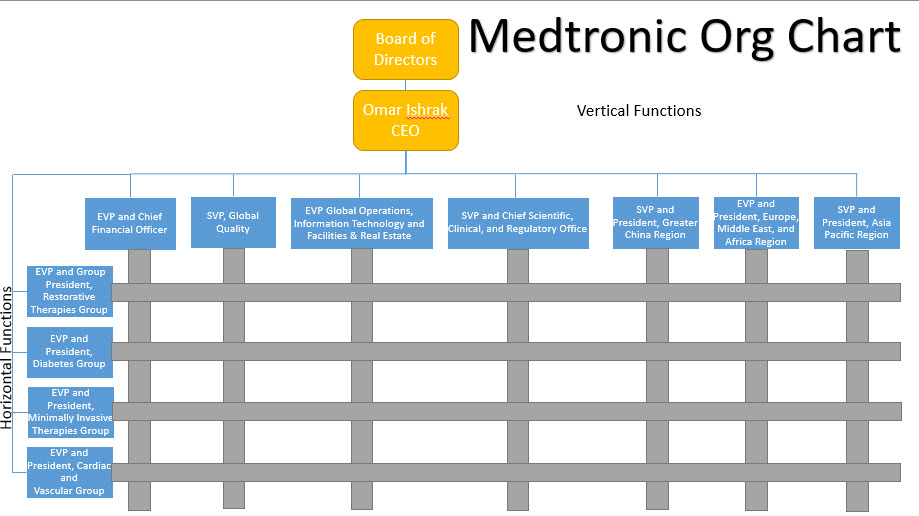 Medtronic Org Chart
Board of
Directors
Omar Ishrak
CEO
Vertical Functions
EVP and Chief
Financial Officer
SVP, Global
Quality
EVP Global Operations,
Information Technology and
Facilities & Real Estate
SVP and Chief Scientific,
Clinical, and Regulatory Office
SVP and
President, Greater
China Region
EVP and
President, Europe,
Middle East, and
Africa Region
SVP and
President, Asia
Pacific Region
Horizontal Functions
EVP and Group
President,
Restorative
Therapies Group
EVP and
President,
Diabetes Group
EVP and
President,
Minimally Invasive
Therapies Group
EVP and
President, Cardiac
and
Vascular Group